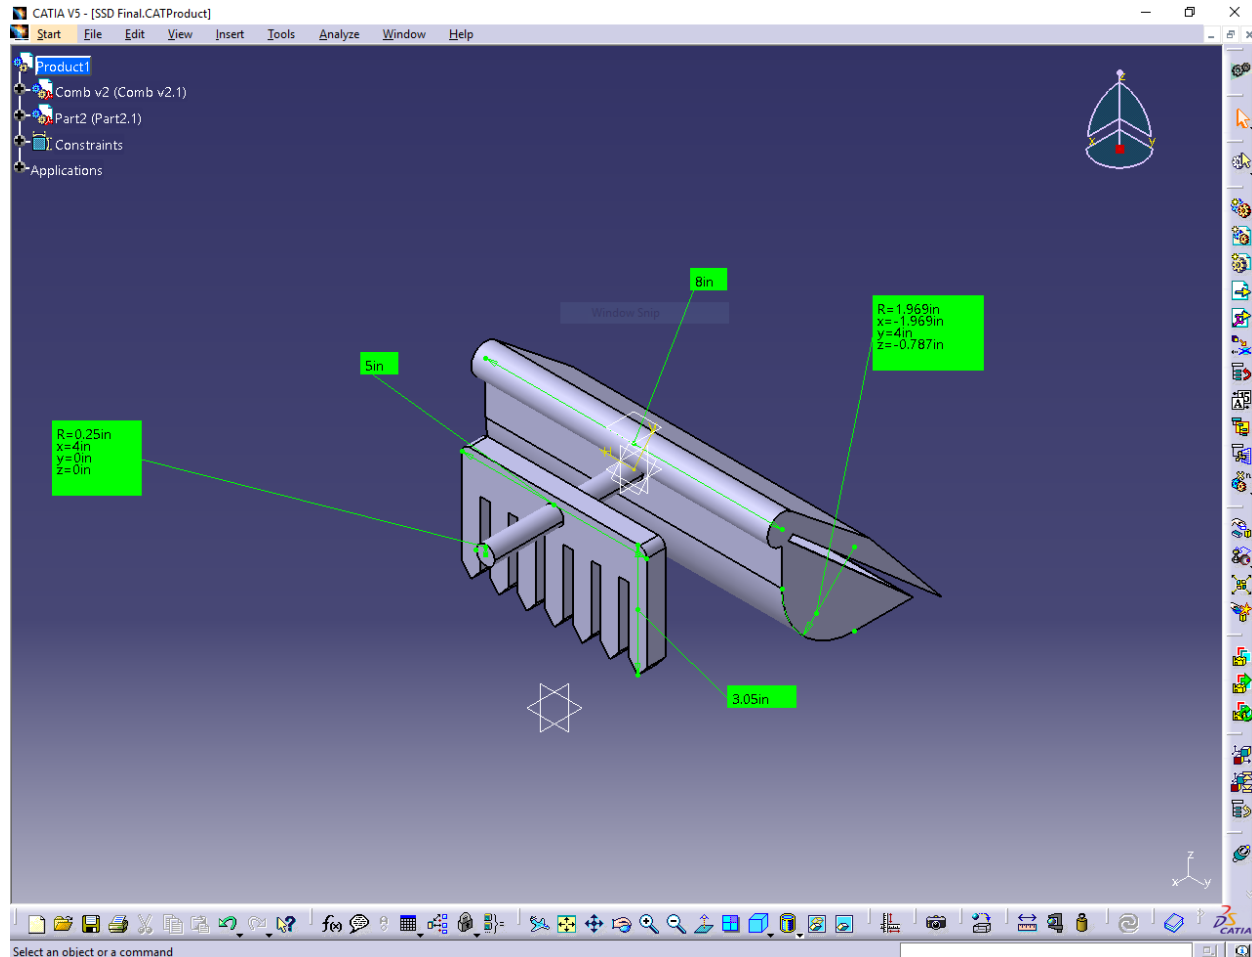 CATIA V5 - [SSD Final.CATProduct]
Start File Edit View Insert Tools Analyze Window Help
Product1
Comb v2 (Comb v2.1)
Part2 (Part2.1)
Constraints
Applications
z
x
y
8in
Window Snip
R=1.969in
x=-1.969in
y=4in
z=-0.787in
5in
R=0.25in
x=4in
y=0in
z=0in
y
H
3.05in
z
x
y
f(x)
CATIA
Select an object or a command